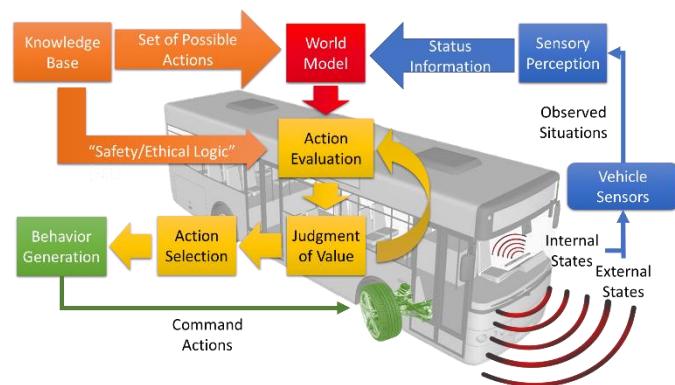 Knowledge
Base
Set of Possible
Actions
World
Model
Status
Information
Sensory
Perception
Observed
Situations
"Safety/Ethical Logic"
Action
Evaluation
Vehicle
Sensors
Behavior
Generation
Action
Selection
Judgment
of Value
Internal
States
External
States
Command
Actions